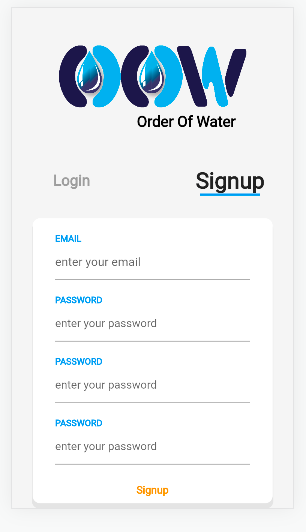 OOW
Order Of Water
Login Signup
EMAIL
enter your email
PASSWORD
enter your password
PASSWORD
enter your password
PASSWORD
enter your password
Signup